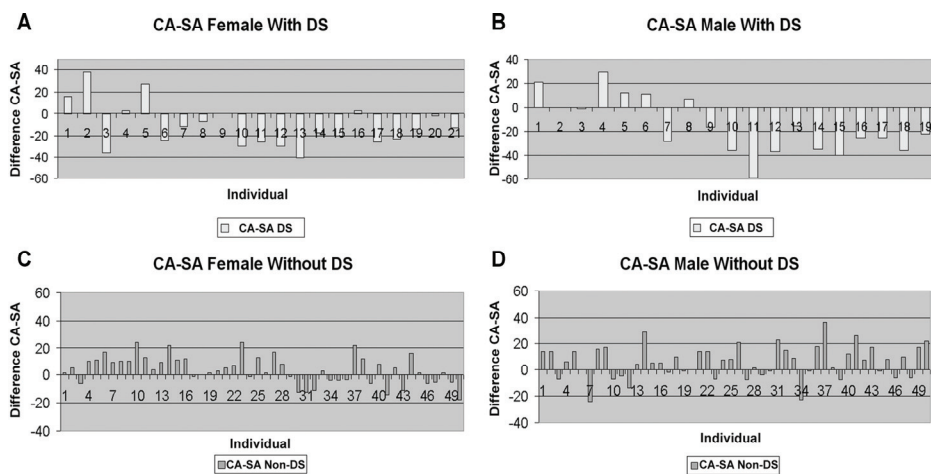 A
CA-SA Female With DS
Difference CA-SA
40
20
0
-20
-40
-60
1 2 3 4 5 6 7 8 9 10 11 12 13 14 15 16 17 18 19 20 21
Individual
CA-SA DS
B
CA-SA Male With DS
Difference CA-SA
40
20
0
-20
-40
-60
1 2 3 4 5 6 7 8 9 10 11 12 13 14 15 16 17 18 19
Individual
CA-SA DS
C
CA-SA Female Without DS
Difference CA-SA
60
40
20
0
-20
-40
1 4 7 10 13 16 19 22 25 28 31 34 37 40 43 46 49
Individual
CA-SA Non-DS
D
CA-SA Male Without DS
Difference CA-SA
60
40
20
0
-20
-40
1 4 7 10 13 16 19 22 25 28 31 34 37 40 43 46 49
Individual
CA-SA Non-DS